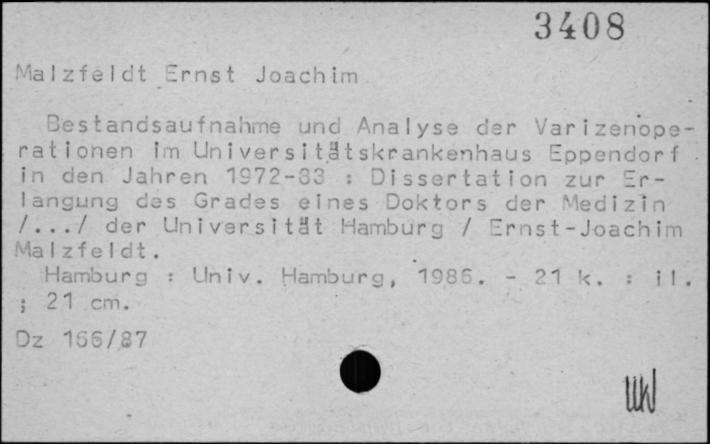 3408
Malzfeldt Ernst Joachim
Bestandsaufnahme und Analyse der Varizenope-
rationen im Universitätskrankenhaus Eppendorf
in den Jahren 1972-83 : Dissertation zur Er-
langung des Grades eines Doktors der Medizin
/.../ der Universität Hamburg / Ernst-Joachim
Malzfeldt.
Hamburg : Univ. Hamburg, 1986. - 21 k. : il.
; 21 cm.
Dz 166/87